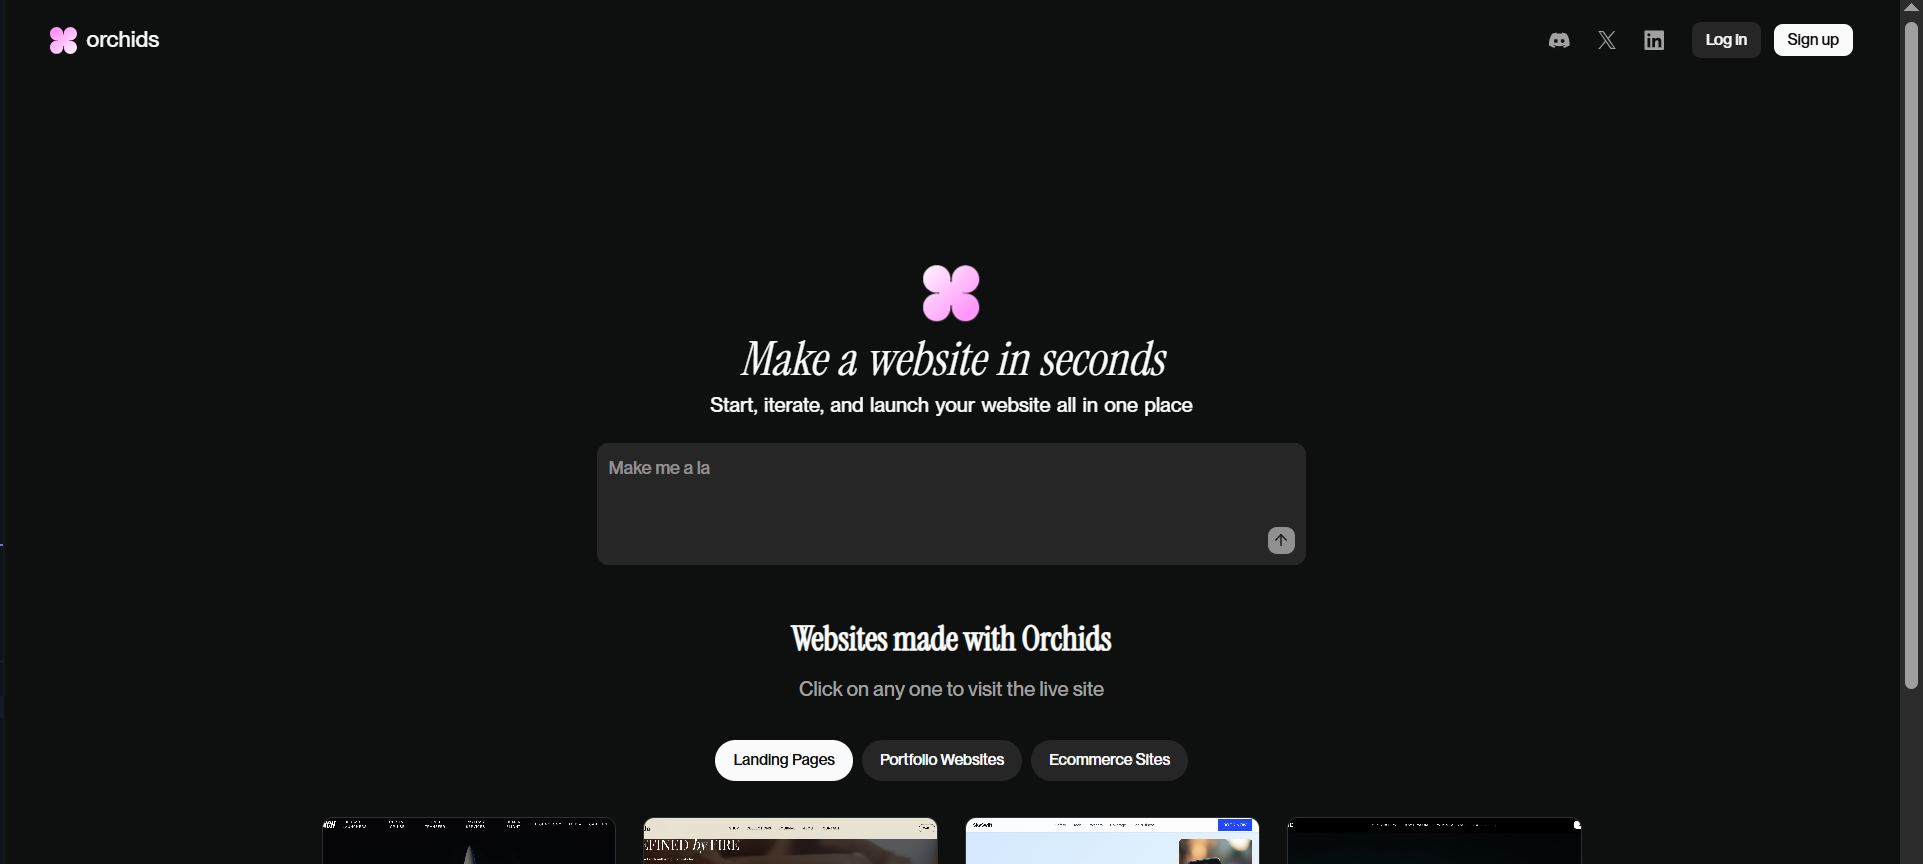 orchids
Log in
Sign up
Make a website in seconds
Start, iterate, and launch your website all in one place
Make me a la
Websites made with Orchids
Click on any one to visit the live site
Landing Pages
Portfolio Websites
Ecommerce Sites
EFINED by FIRE